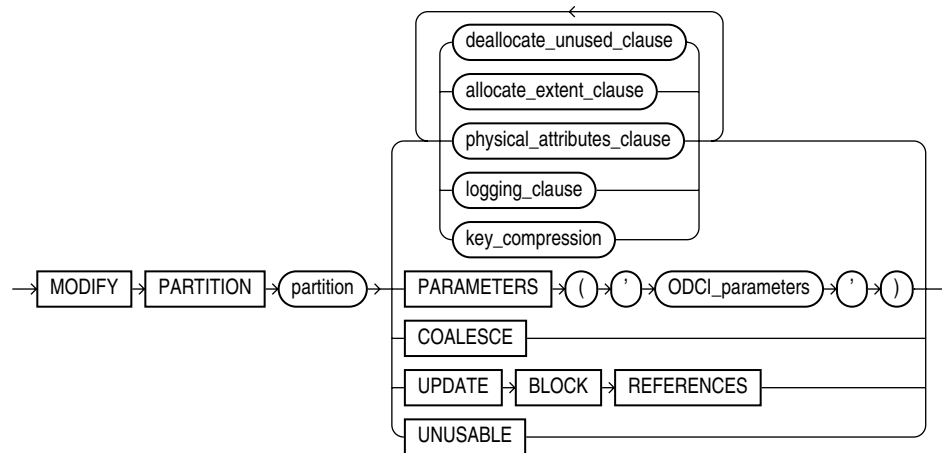 deallocate_unused_clause
allocate_extent_clause
physical_attributes_clause
logging_clause
key_compression
MODIFY PARTITION partition PARAMETERS ( ' ODCI_parameters ' )
COALESCE
UPDATE BLOCK REFERENCES
UNUSABLE